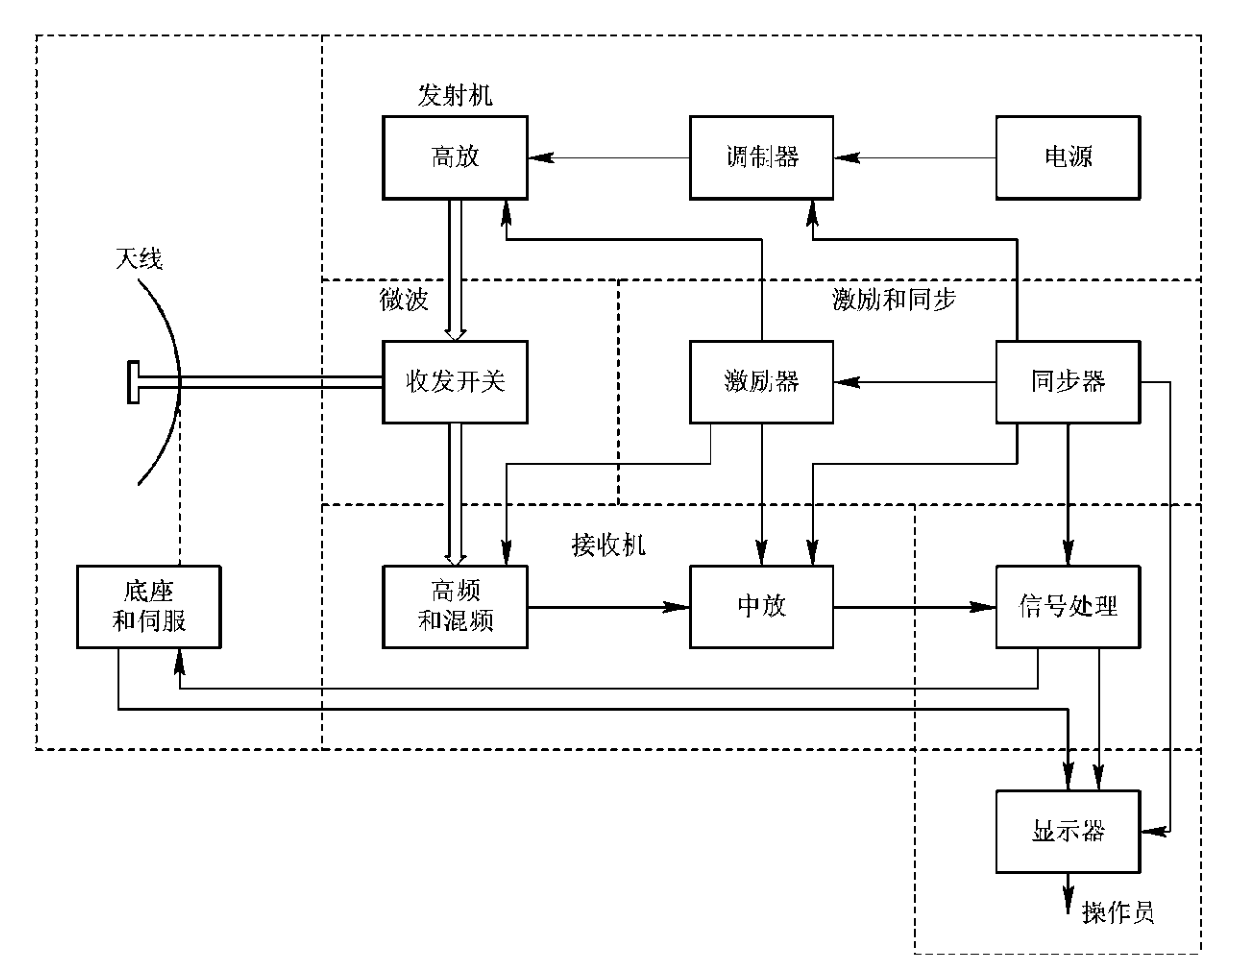 发射机
高放
调制器
电源
天线
微波
激励和同步
收发开关
激励器
同步器
接收机
底座
和伺服
高频
和混频
中放
信号处理
显示器
操作员